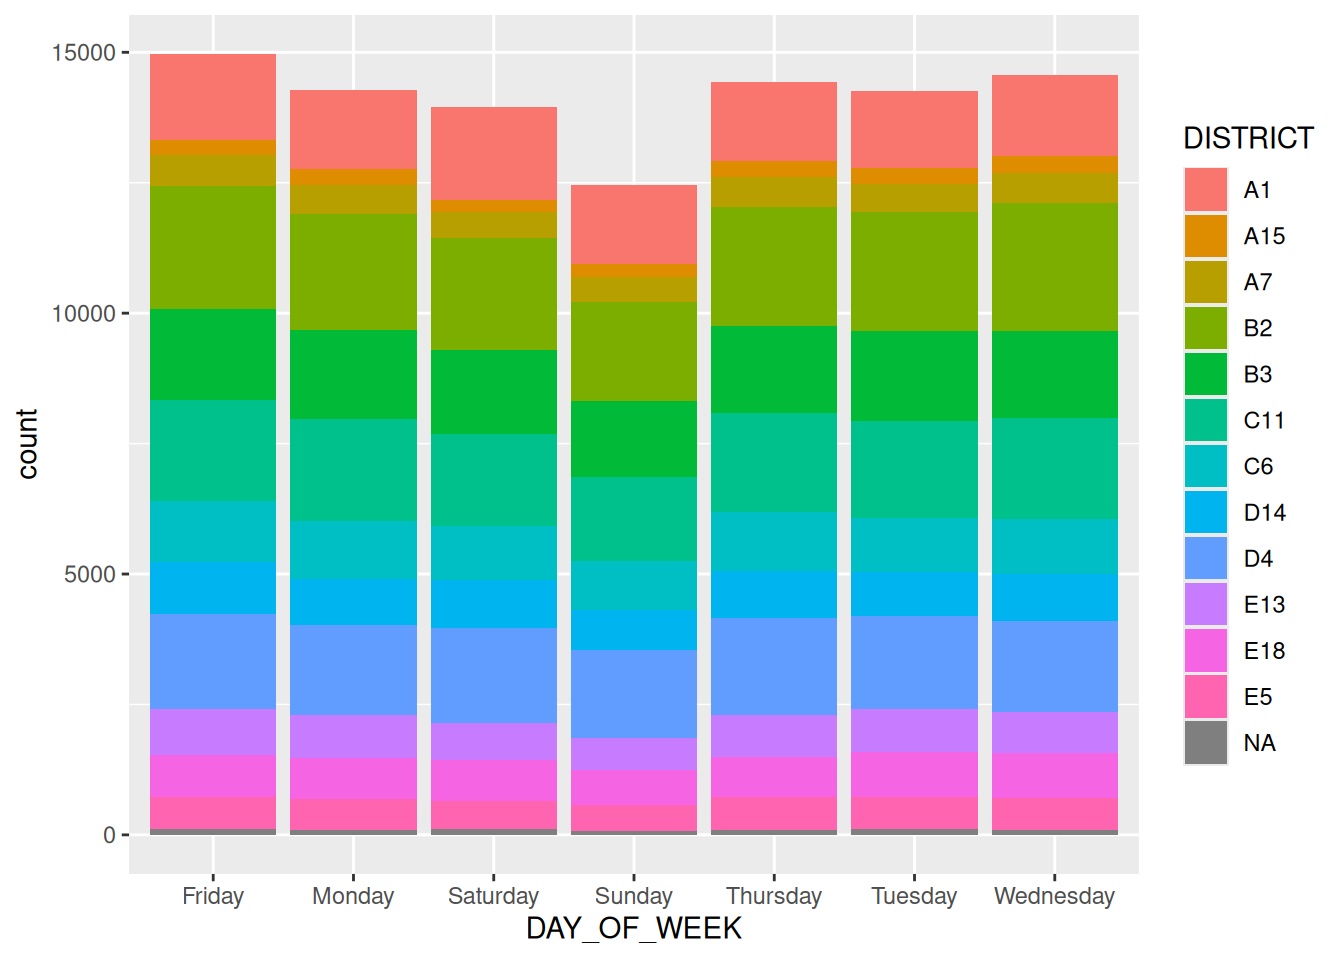 15000
10000
5000
0
count
Friday
Monday
Saturday
Sunday
Thursday
Tuesday
Wednesday
DAY_OF_WEEK
DISTRICT
A1
A15
A7
B2
B3
C11
C6
D14
D4
E13
E18
E5
NA